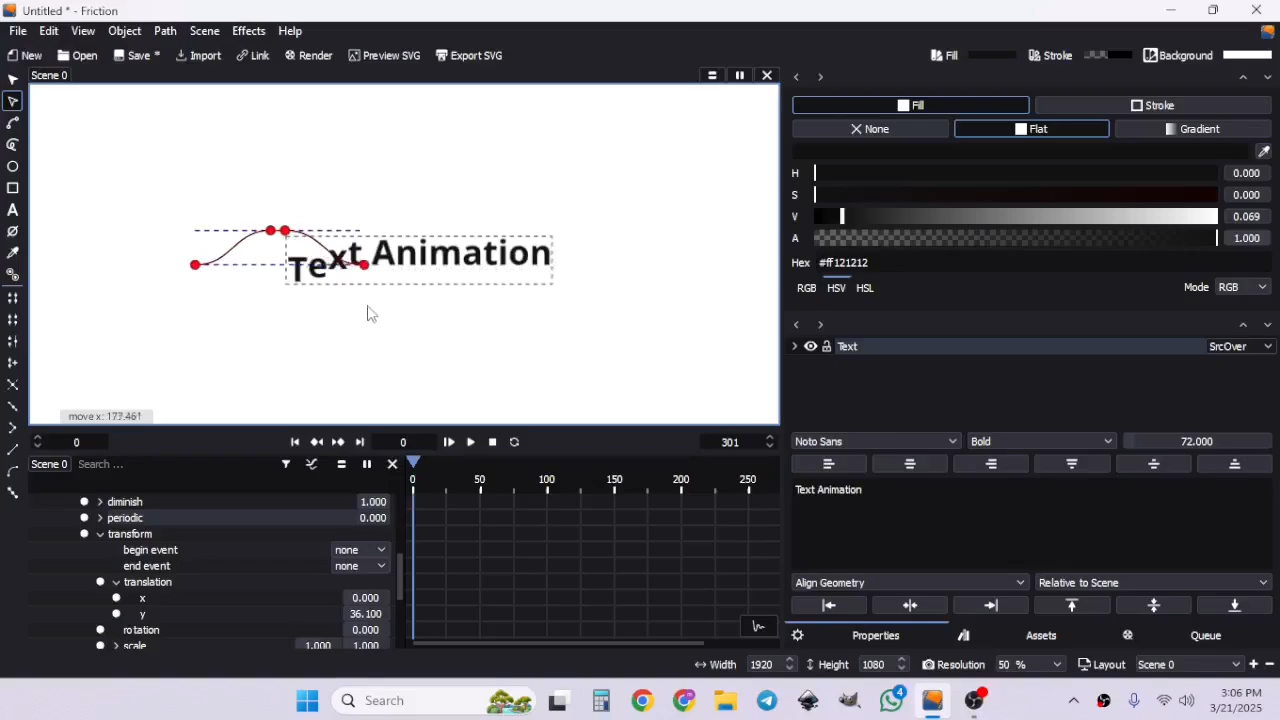 Untitled * - Friction
File Edit View Object Path Scene Effects Help
New Open Save * Import Link Render Preview SVG Export SVG Fill Stroke Background
Scene 0
Fill Stroke
None Flat Gradient
H 0.000
S 0.000
V 0.069
A 1.000
Hex #ff121212
RGB HSV HSL Mode RGB
Text Animation
Text SrcOver
move x: 177.461
0 0 301
Noto Sans Bold 72.000
Scene 0 Search ...
0 50 100 150 200 250
Text Animation
diminish 1.000
periodic 0.000
transform
begin event none
end event none
translation
x 0.000
y 36.100
rotation 0.000
scale 1.000 1.000
Align Geometry Relative to Scene
Properties Assets Queue
Width 1920 Height 1080 Resolution 50 % Layout Scene 0
Search 4 3:06 PM
3/21/2025